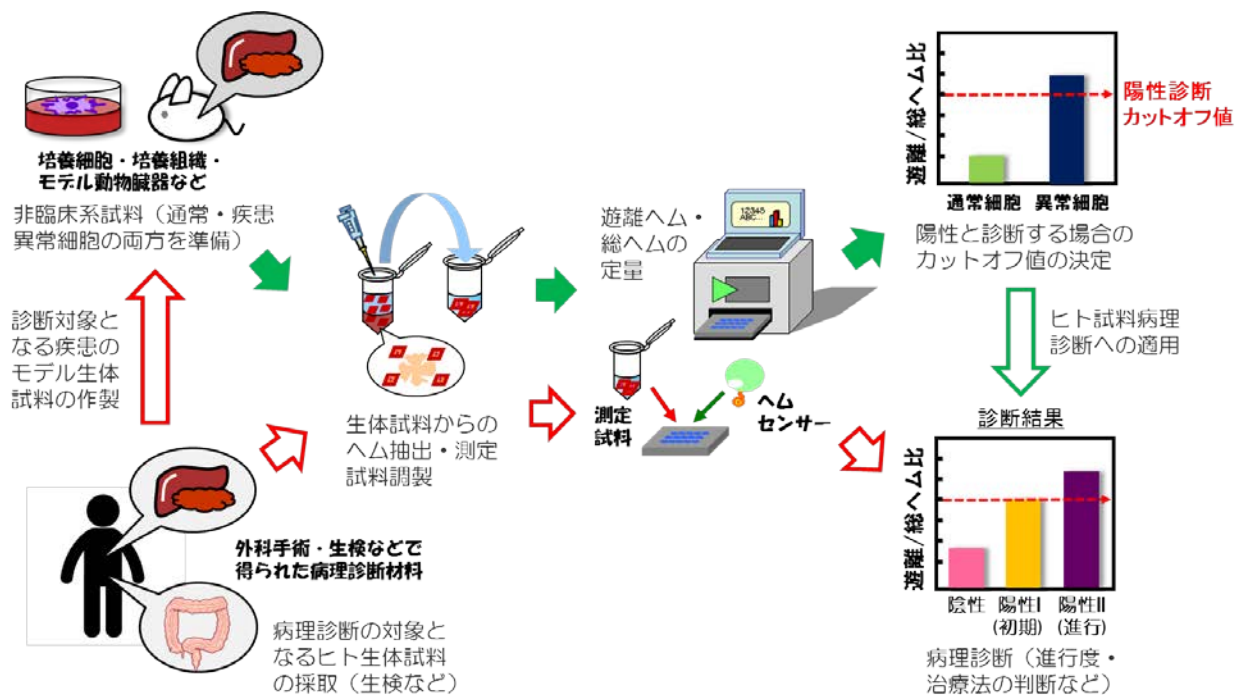 培養細胞・培養組織・
モデル動物臓器など
非臨床系試料（通常・疾患
異常細胞の両方を準備）
診断対象と
なる疾患の
モデル生体
試料の作製
外科手術・生検などで
得られた病理診断材料
病理診断の対象と
なるヒト生体試料
の採取（生検など）
生体試料からの
ヘム抽出・測定
試料調製
遊離ヘム・
総ヘムの
定量
12345
ABC...
測定
試料
ヘム
センサー
遊離/総ヘム比
陽性診断
カットオフ値
通常細胞 異常細胞
陽性と診断する場合の
カットオフ値の決定
ヒト試料病理
診断への適用
診断結果
遊離/総ヘム比
陰性 陽性I 陽性II
(初期) (進行)
病理診断（進行度・
治療法の判断など）